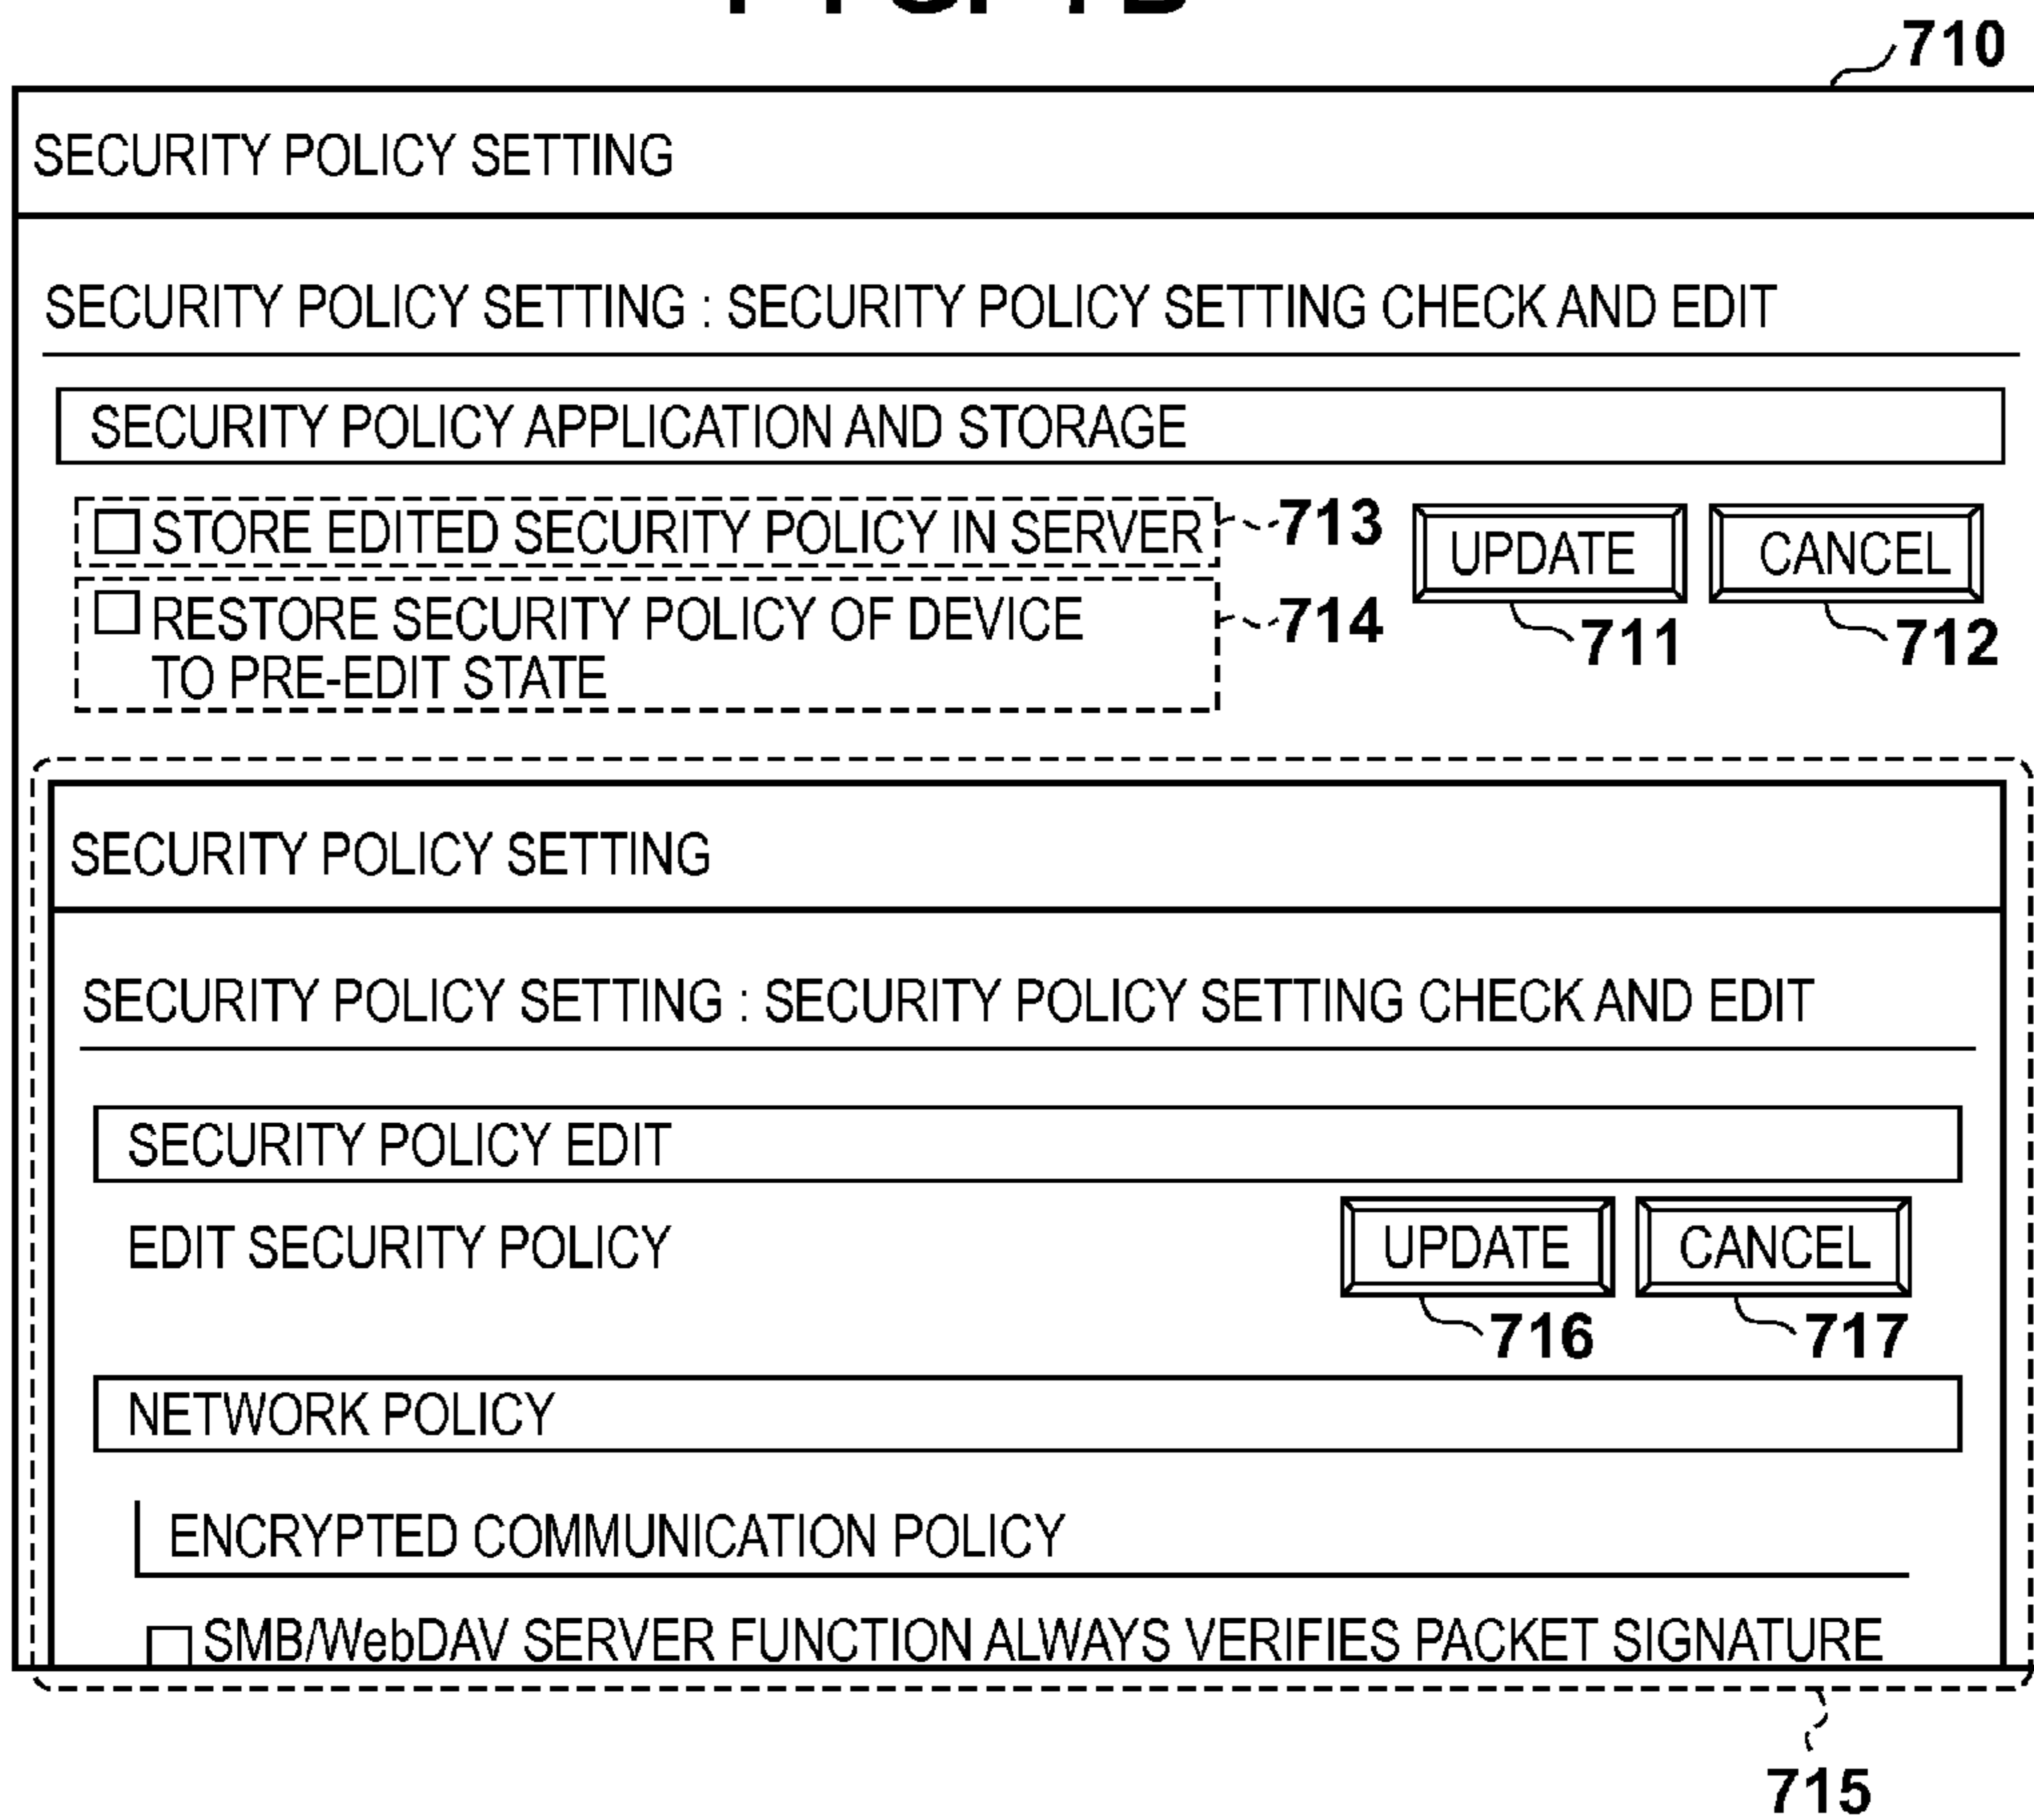 710
SECURITY POLICY SETTING
SECURITY POLICY SETTING : SECURITY POLICY SETTING CHECK AND EDIT
SECURITY POLICY APPLICATION AND STORAGE
STORE EDITED SECURITY POLICY IN SERVER
713
UPDATE
CANCEL
RESTORE SECURITY POLICY OF DEVICE
714
711
712
TO PRE-EDIT STATE
SECURITY POLICY SETTING
SECURITY POLICY SETTING : SECURITY POLICY SETTING CHECK AND EDIT
SECURITY POLICY EDIT
EDIT SECURITY POLICY
UPDATE
CANCEL
716
717
NETWORK POLICY
ENCRYPTED COMMUNICATION POLICY
SMB/WebDAV SERVER FUNCTION ALWAYS VERIFIES PACKET SIGNATURE
715